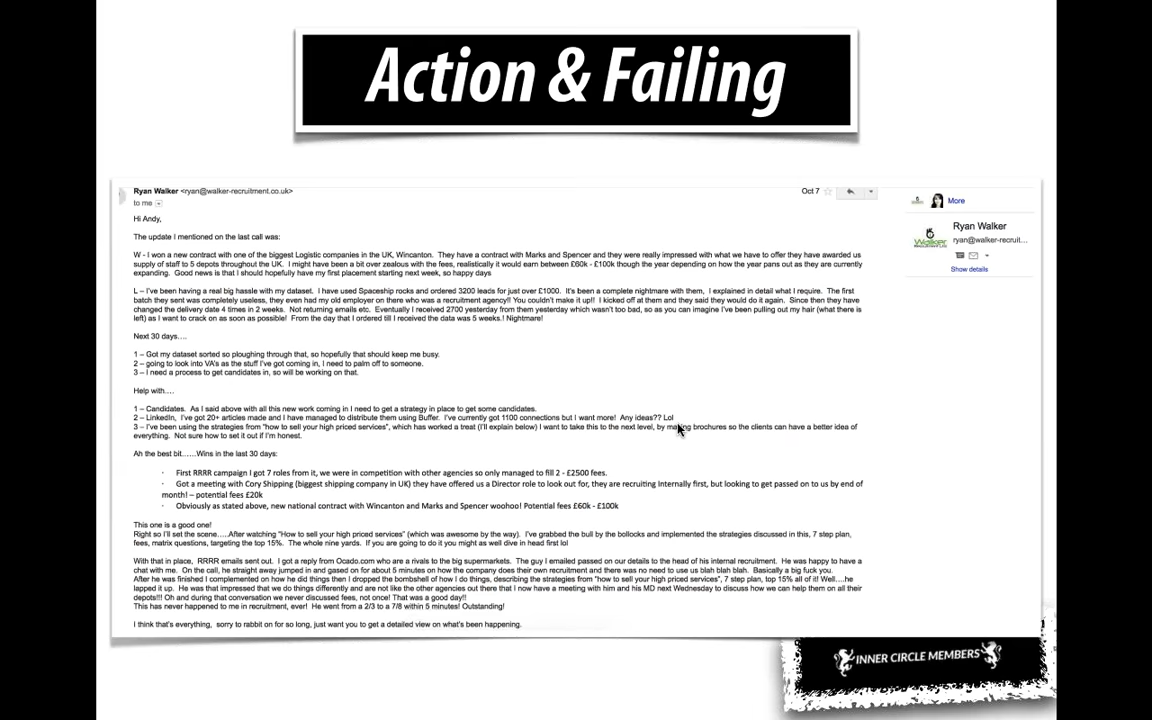 Action & Failing
Ryan Walker <ryan@walker-recruitment.co.uk>
Oct 7
to me
More
Hi Andy,
Ryan Walker
ryan@walker-recruit...
Show details
The update I mentioned on the last call was:
W - I won a new contract with one of the biggest Logistic companies in the UK, Wincanton. They have a contract with Marks and Spencer and they were really impressed with what we have to offer they have awarded us
supply of staff to 5 depots throughout the UK. I might have been a bit over zealous with the fees, realistically it would earn between £60k - £100k though the year depending on how the year pans out as they are currently
expanding. Good news is that I should hopefully have my first placement starting next week, so happy days
L – I've been having a real big hassle with my dataset. I have used Spaceship rocks and ordered 3200 leads for just over £1000. It's been a complete nightmare with them, I explained in detail what I require. The first
batch they sent was completely useless, they even had my old employer on there who was a recruitment agency!! You couldn't make it up!! I kicked off at them and they said they would do it again. Since then they have
changed the delivery date 4 times in 2 weeks. Not returning emails etc. Eventually I received 2700 yesterday from them yesterday which wasn't too bad, so as you can imagine I've been pulling out my hair (what there is
left) as I want to crack on as soon as possible! From the day that I ordered till I received the data was 5 weeks.! Nightmare!
Next 30 days….
1 – Got my dataset sorted so ploughing through that, so hopefully that should keep me busy.
2 – going to look into VA's as the stuff I've got coming in, I need to palm off to someone.
3 – I need a process to get candidates in, so will be working on that.
Help with….
1 – Candidates. As I said above with all this new work coming in I need to get a strategy in place to get some candidates.
2 – LinkedIn, I've got 20+ articles made and I have managed to distribute them using Buffer. I've currently got 1100 connections but I want more! Any ideas?? Lol
3 – I've been using the strategies from "how to sell your high priced services", which has worked a treat (I'll explain below) I want to take this to the next level, by making brochures so the clients can have a better idea of
everything. Not sure how to set it out if I'm honest.
Ah the best bit……Wins in the last 30 days:
· First RRRR campaign I got 7 roles from it, we were in competition with other agencies so only managed to fill 2 - £2500 fees.
· Got a meeting with Cory Shipping (biggest shipping company in UK) they have offered us a Director role to look out for, they are recruiting Internally first, but looking to get passed on to us by end of
month! – potential fees £20k
· Obviously as stated above, new national contract with Wincanton and Marks and Spencer woohoo! Potential fees £60k - £100k
This one is a good one!
Right so I'll set the scene…..After watching "How to sell your high priced services" (which was awesome by the way). I've grabbed the bull by the bollocks and implemented the strategies discussed in this, 7 step plan,
fees, matrix questions, targeting the top 15%. The whole nine yards. If you are going to do it you might as well dive in head first lol
With that in place, RRRR emails sent out. I got a reply from Ocado.com who are a rivals to the big supermarkets. The guy I emailed passed on our details to the head of his internal recruitment. He was happy to have a
chat with me. On the call, he straight away jumped in and gased on for about 5 minutes on how the company does their own recruitment and there was no need to use us blah blah blah. Basically a big fuck you.
After he was finished I complemented on how he did things then I dropped the bombshell of how I do things, describing the strategies from "how to sell your high priced services", 7 step plan, top 15% all of it! Well….he
lapped it up. He was that impressed that we do things differently and are not like the other agencies out there that I now have a meeting with him and his MD next Wednesday to discuss how we can help them on all their
depots!!! Oh and during that conversation we never discussed fees, not once! That was a good day!!
This has never happened to me in recruitment, ever! He went from a 2/3 to a 7/8 within 5 minutes! Outstanding!
I think that's everything, sorry to rabbit on for so long, just want you to get a detailed view on what's been happening.
INNER CIRCLE MEMBERS